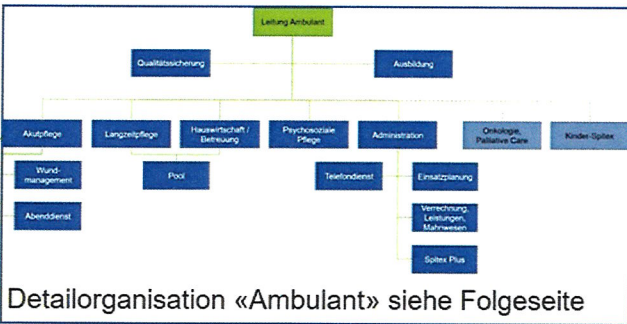 Leitung Ambulant
Qualitätssicherung
Ausbildung
Akutpflege
Langzeitpflege
Hauswirtschaft /
Betreuung
Psychosoziale
Pflege
Administration
Onkologie,
Palliative Care
Kinder-Spitex
Wund-
management
Pool
Telefondienst
Einsatzplanung
Abenddienst
Verrechnung,
Leistungen,
Mahnwesen
Spitex Plus
Detailorganisation «Ambulant» siehe Folgeseite